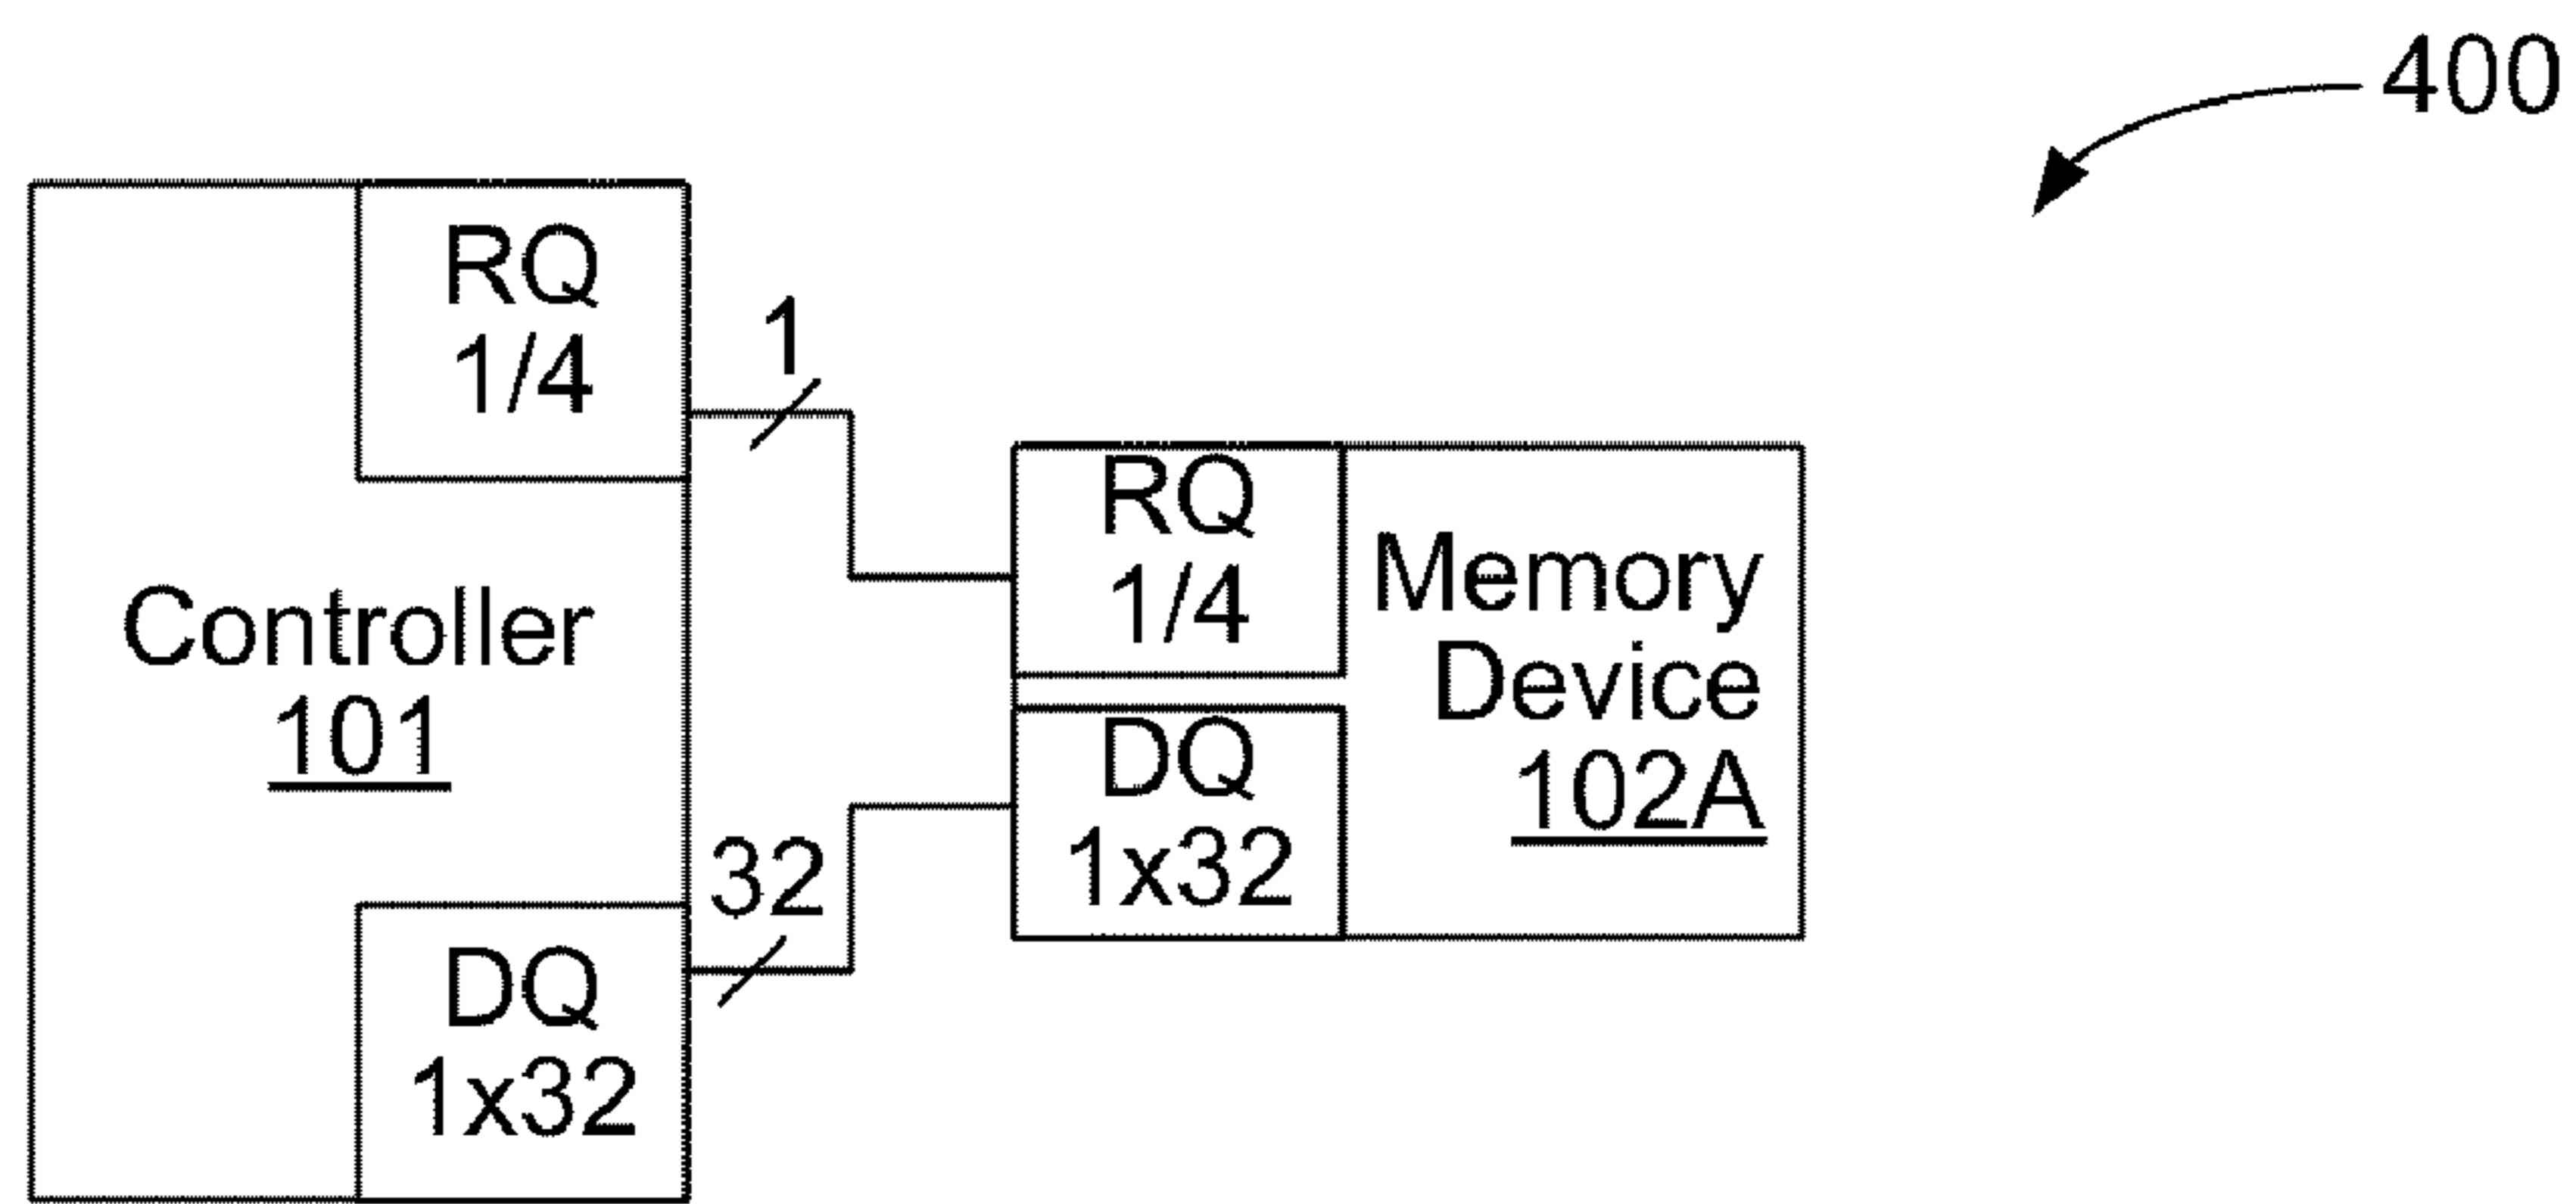 400
RQ
1/4
1
RQ
1/4
Memory
Device
102A
Controller
101
DQ
1x32
32
DQ
1x32